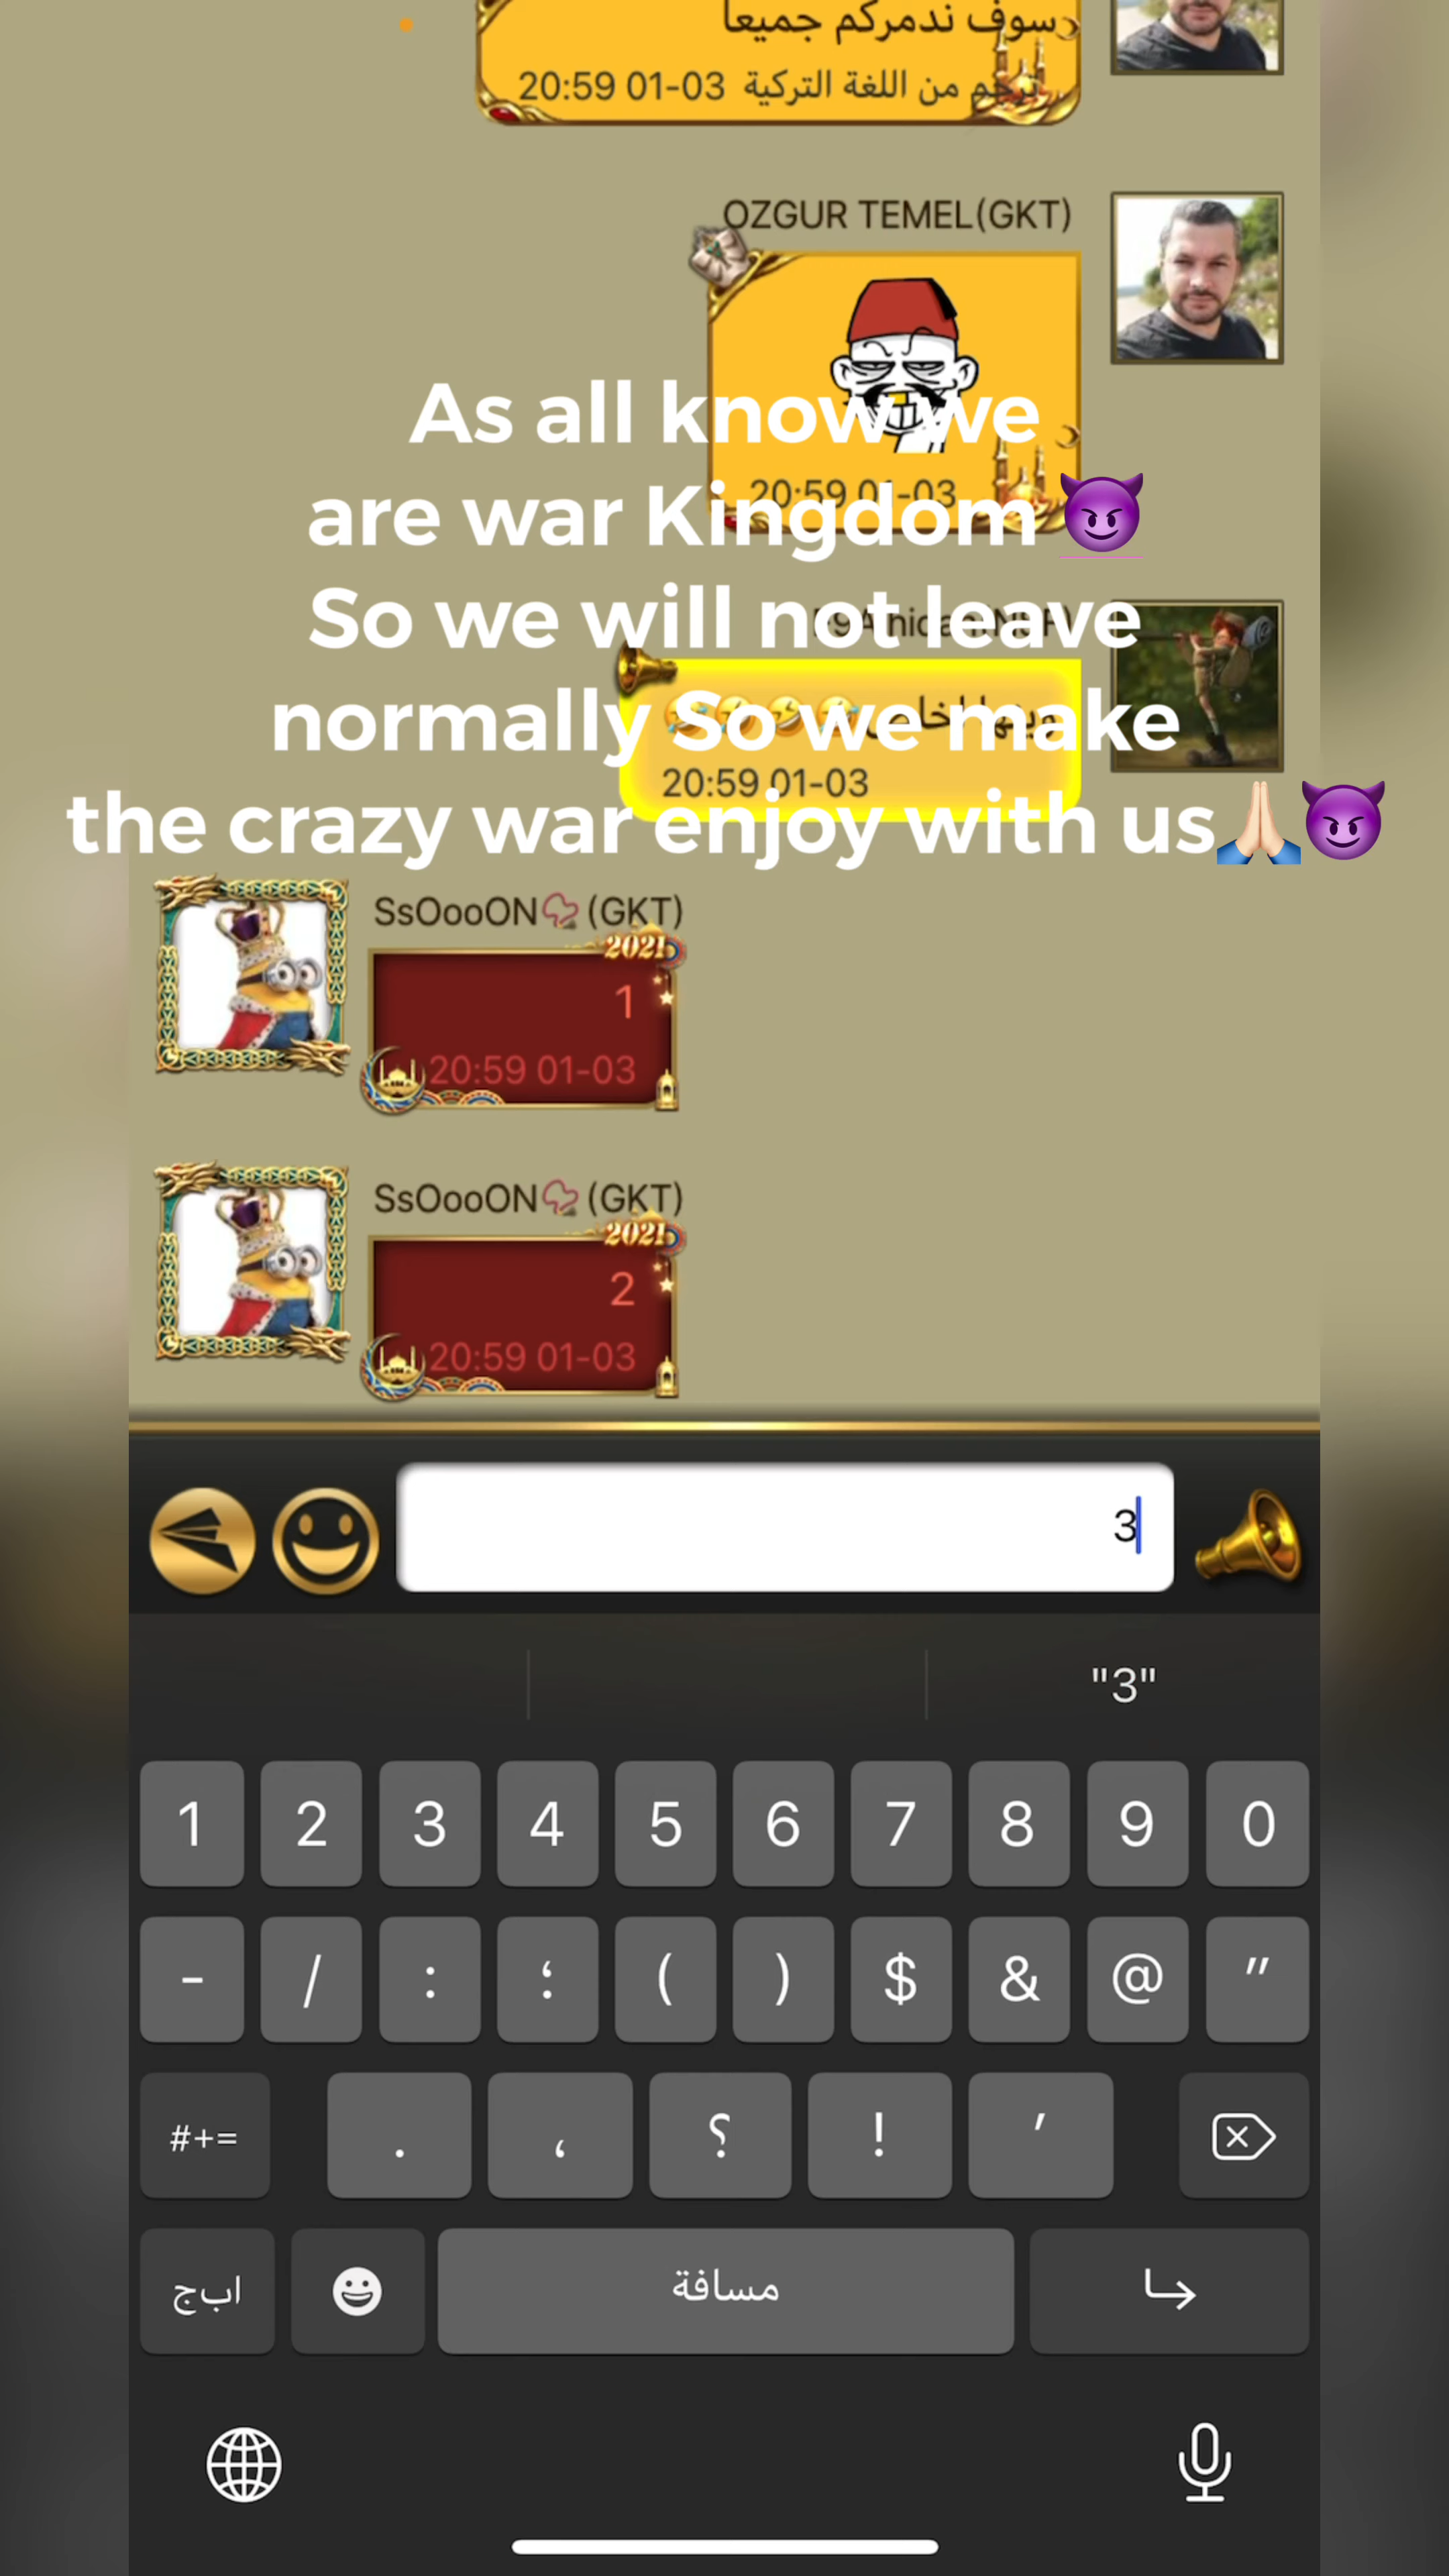 سوف ندمركم جميعا
ترجم من اللغة التركية 20:59 01-03
OZGUR TEMEL(GKT)
20:59 01-03
As all know we
are war Kingdom 😈
So we will not leave
normally So we make
the crazy war enjoy with us🙏🏻😈
🤣🤣🤣🤣
20:59 01-03
SsOooON(GKT)
2021
1
20:59 01-03
SsOooON(GKT)
2021
2
20:59 01-03
3
"3"
1 2 3 4 5 6 7 8 9 0
- / : ؛ ( ) $ & @ "
#+= . ، ؟ ! '
اب‌ج مسافة